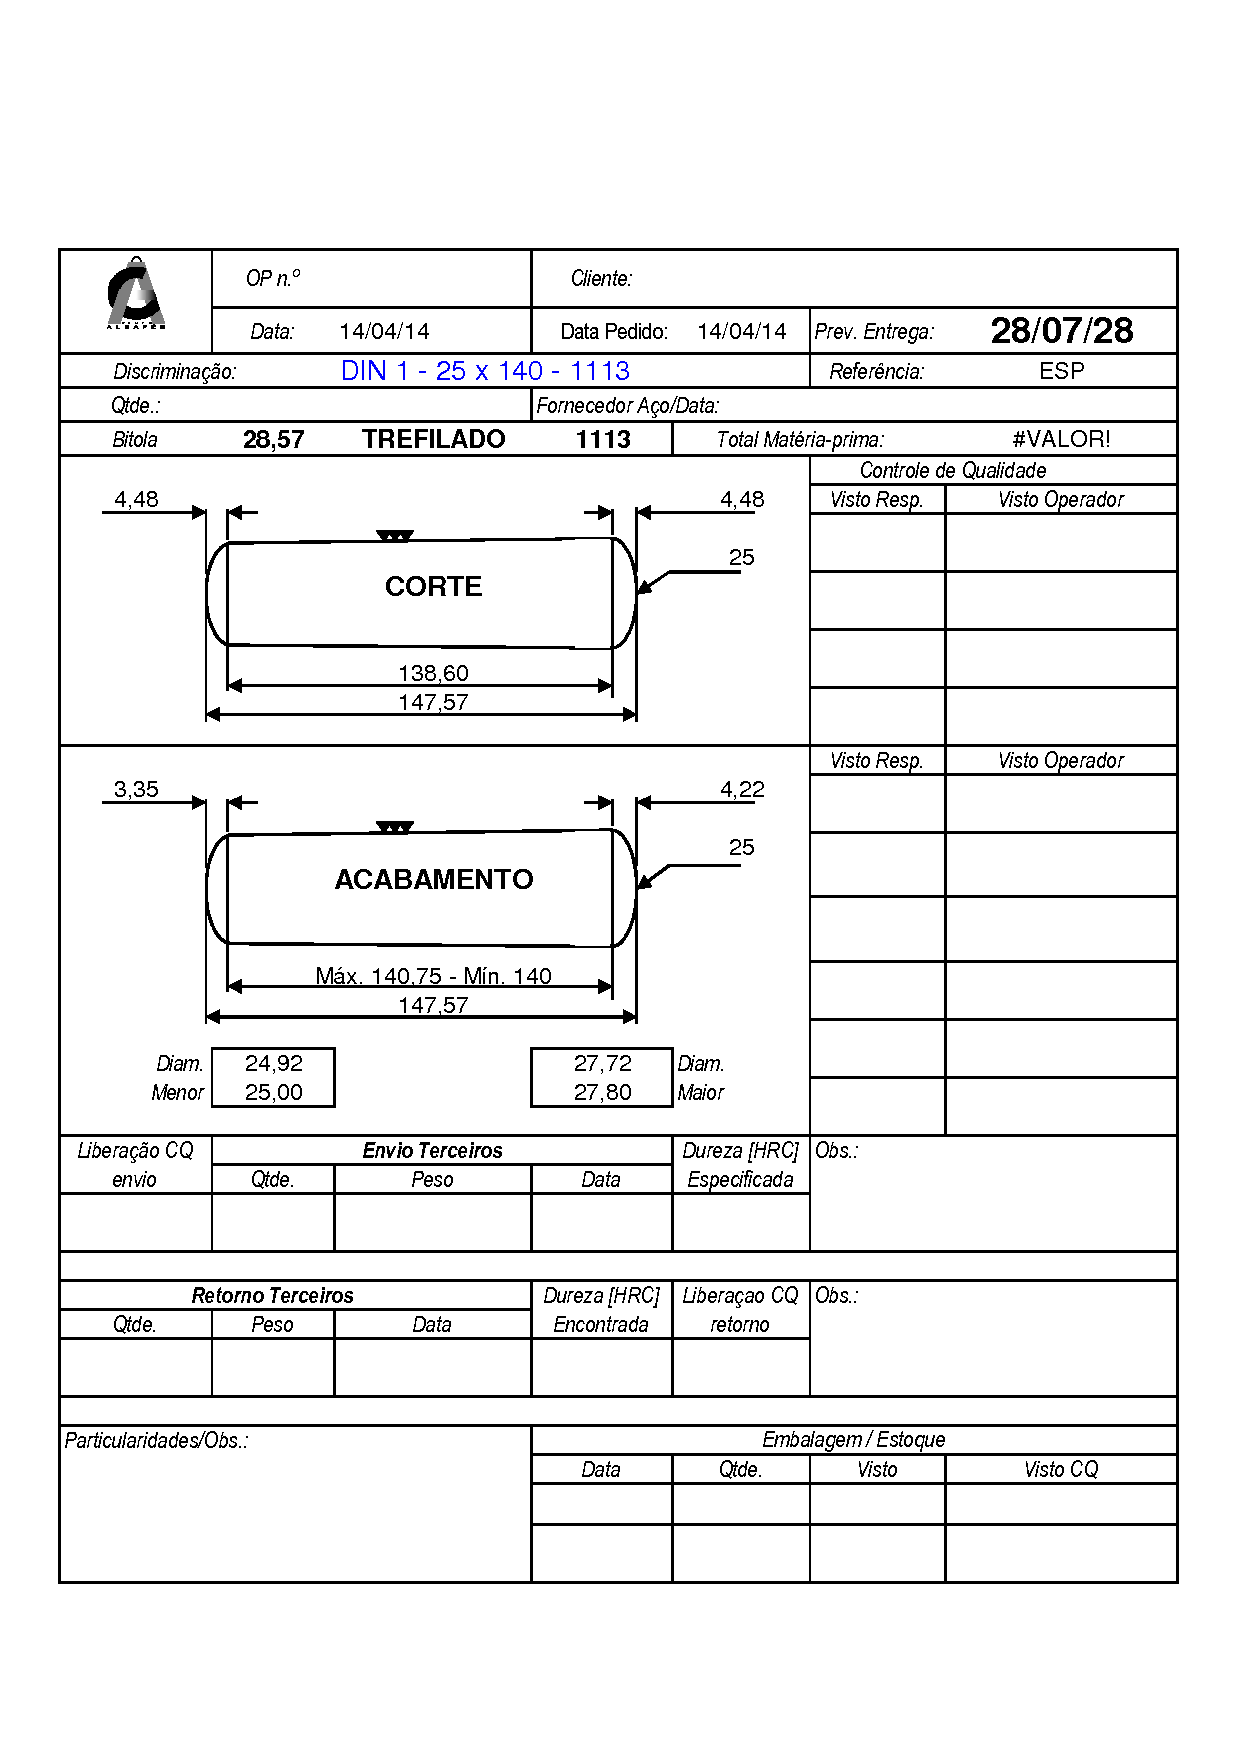 ALBAPES
OP n.º
Cliente:
Data: 14/04/14 Data Pedido: 14/04/14 Prev. Entrega: 28/07/28
Discriminação: DIN 1 - 25 x 140 - 1113 Referência: ESP
Qtde.: Fornecedor Aço/Data:
Bitola 28,57 TREFILADO 1113 Total Matéria-prima: #VALOR!
Controle de Qualidade
4,48 4,48 Visto Resp. Visto Operador
25
CORTE
138,60
147,57
Visto Resp. Visto Operador
3,35 4,22
25
ACABAMENTO
Máx. 140,75 - Mín. 140
147,57
Diam. 24,92 27,72 Diam.
Menor 25,00 27,80 Maior
Liberação CQ Envio Terceiros Dureza [HRC] Obs.:
envio Qtde. Peso Data Especificada
Retorno Terceiros Dureza [HRC] Liberaçao CQ Obs.:
Qtde. Peso Data Encontrada retorno
Particularidades/Obs.: Embalagem / Estoque
Data Qtde. Visto Visto CQ